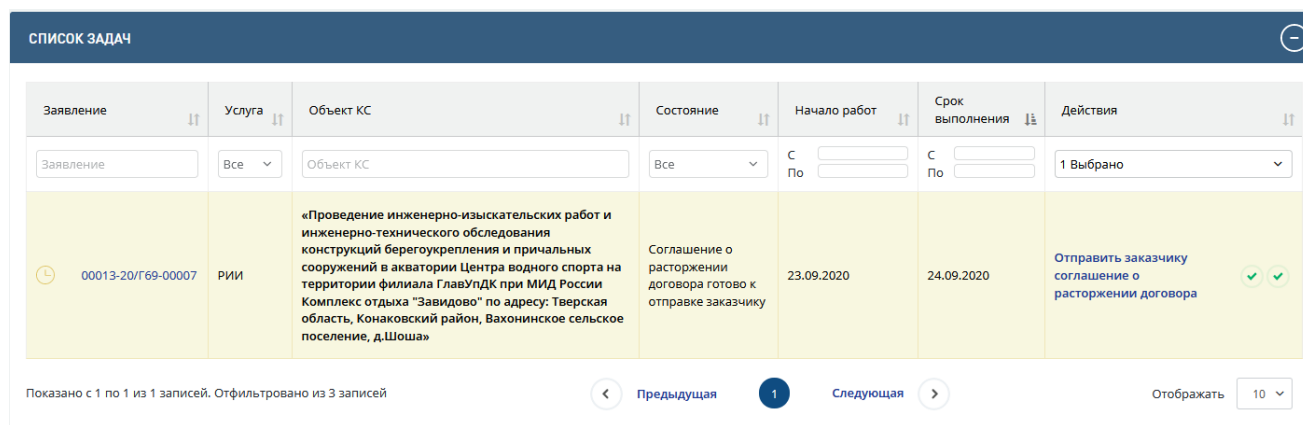 СПИСОК ЗАДАЧ
Заявление
Услуга
Объект КС
Состояние
Начало работ
Срок
выполнения
Действия
Заявление
Все
Объект КС
Все
С
По
С
По
1 Выбрано
00013-20/Г69-00007
РИИ
«Проведение инженерно-изыскательских работ и
инженерно-технического обследования
конструкций берегоукрепления и причальных
сооружений в акватории Центра водного спорта на
территории филиала ГлавУпДК при МИД России
Комплекс отдыха "Завидово" по адресу: Тверская
область, Конаковский район, Вахонинское сельское
поселение, д.Шоша»
Соглашение о
расторжении
договора готово к
отправке заказчику
23.09.2020
24.09.2020
Отправить заказчику
соглашение о
расторжении договора
Показано с 1 по 1 из 1 записей. Отфильтровано из 3 записей
Предыдущая
1
Следующая
Отображать
10